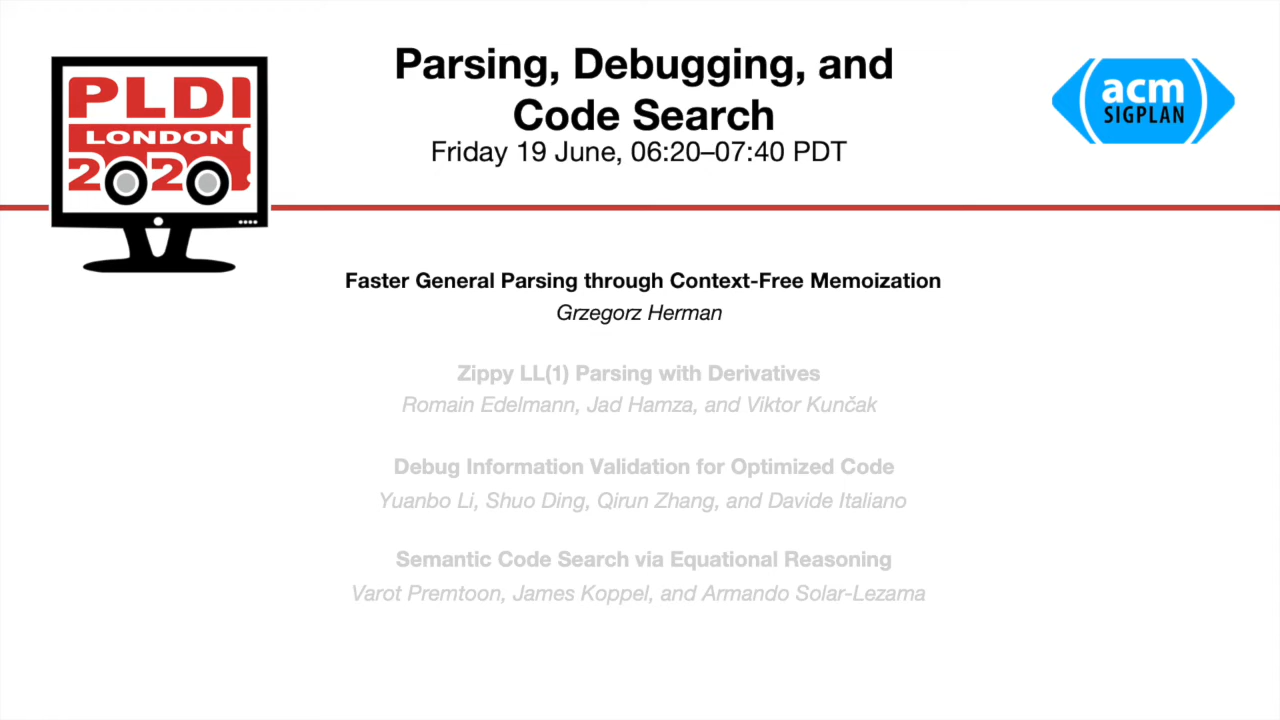 PLDI
LONDON
2020
Parsing, Debugging, and
Code Search
Friday 19 June, 06:20–07:40 PDT
acm
SIGPLAN
Faster General Parsing through Context-Free Memoization
Grzegorz Herman
Zippy LL(1) Parsing with Derivatives
Romain Edelmann, Jad Hamza, and Viktor Kunčak
Debug Information Validation for Optimized Code
Yuanbo Li, Shuo Ding, Qirun Zhang, and Davide Italiano
Semantic Code Search via Equational Reasoning
Varot Premtoon, James Koppel, and Armando Solar-Lezama